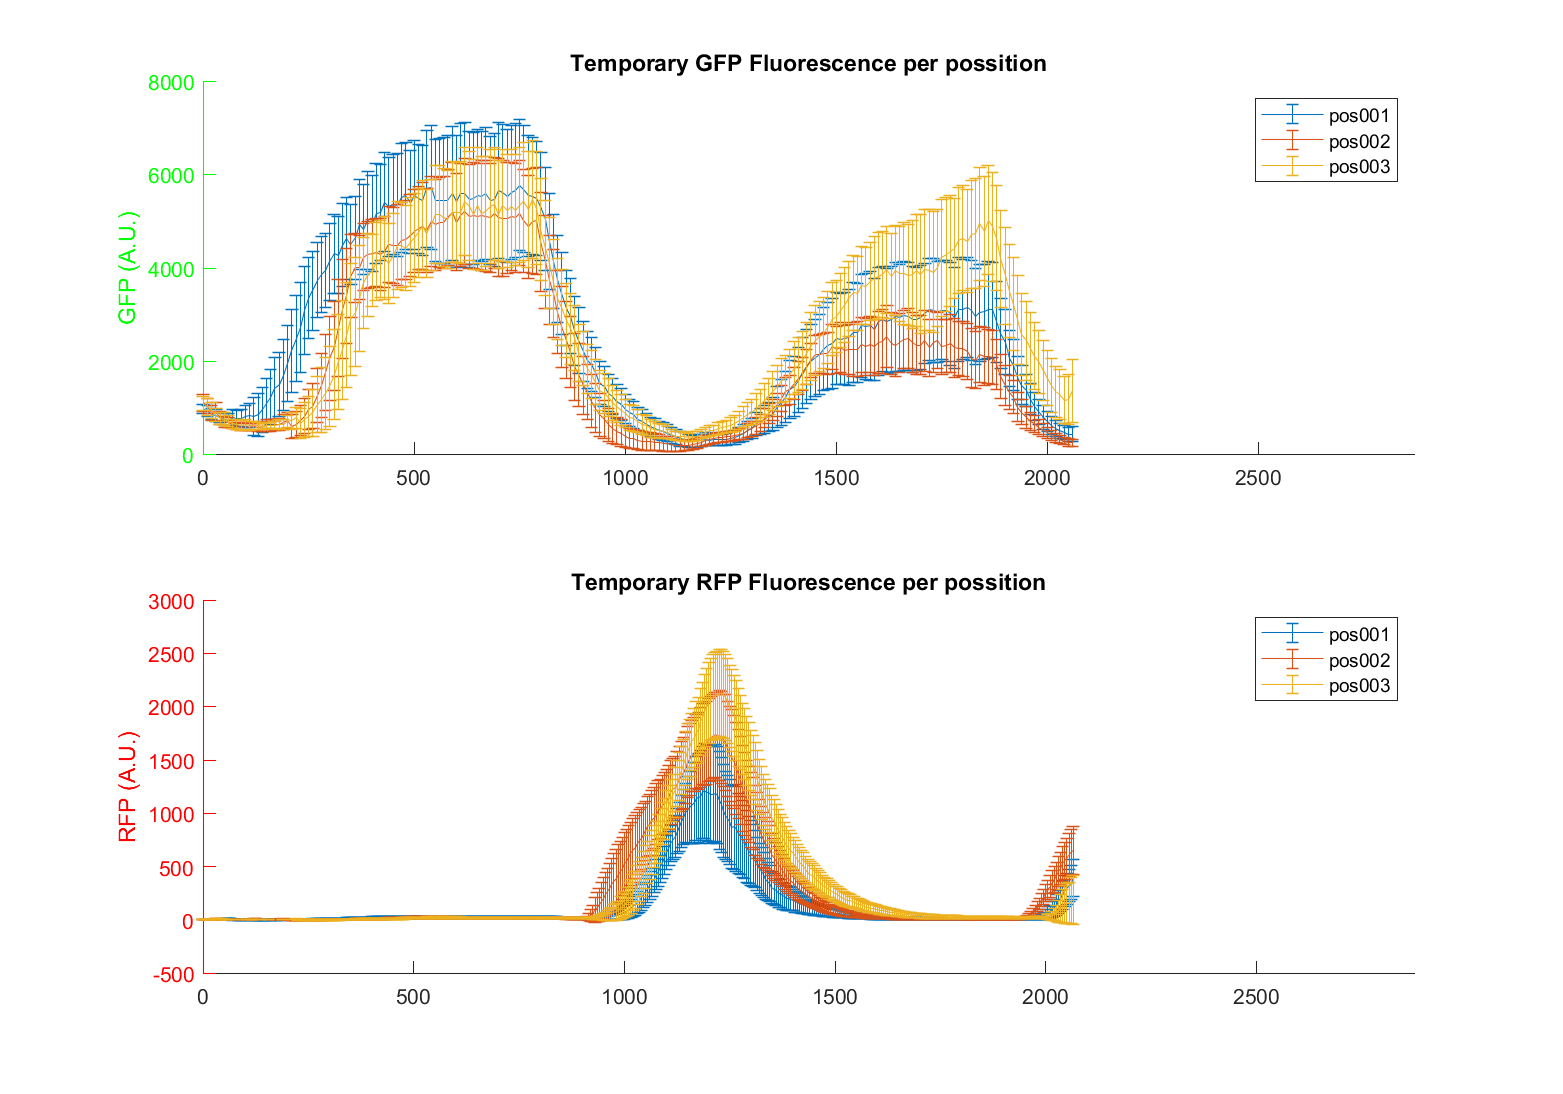 Temporary GFP Fluorescence per possition
GFP (A.U.)
8000
6000
4000
2000
0
0 500 1000 1500 2000 2500
pos001
pos002
pos003
Temporary RFP Fluorescence per possition
RFP (A.U.)
3000
2500
2000
1500
1000
500
0
-500
0 500 1000 1500 2000 2500
pos001
pos002
pos003